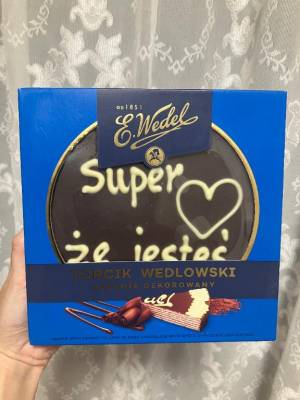 od 1851
E. Wedel
Super
że jesteś
TORCIK WEDLOWSKI
RĘCZNIE DEKOROWANY